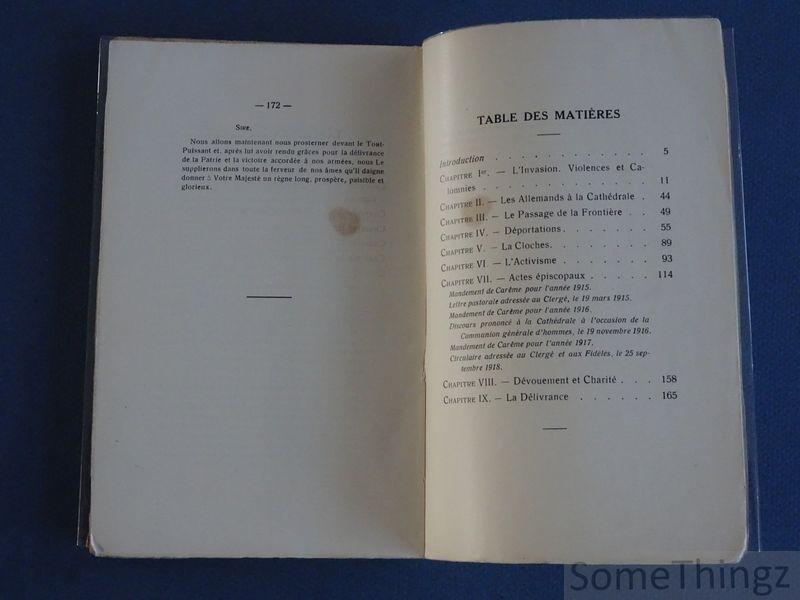 — 172 —
Sire,
Nous allons maintenant nous prosterner devant le Tout-
Puissant et, après lui avoir rendu grâces pour la délivrance
de la Patrie et la victoire accordée à nos armées, nous Le
supplierons dans toute la ferveur de nos âmes qu'il daigne
donner à Votre Majesté un règne long, prospère, paisible et
glorieux.
TABLE DES MATIÈRES
Introduction . . . . . . . . . . . . 5
CHAPITRE Ier. — L'Invasion. Violences et Ca-
lomnies . . . . . . . . . . . . 11
CHAPITRE II. — Les Allemands à la Cathédrale . 44
CHAPITRE III. — Le Passage de la Frontière . . 49
CHAPITRE IV. — Déportations. . . . . . . 55
CHAPITRE V. — La Cloches. . . . . . . . 89
CHAPITRE VI. — L'Activisme . . . . . . . 93
CHAPITRE VII. — Actes épiscopaux . . . . . 114
Mandement de Carême pour l'année 1915.
Lettre pastorale adressée au Clergé, le 19 mars 1915.
Mandement de Carême pour l'année 1916.
Discours prononcé à la Cathédrale à l'occasion de la
Communion générale d'hommes, le 19 novembre 1916.
Mandement de Carême pour l'année 1917.
Circulaire adressée au Clergé et aux Fidèles, le 25 sep-
tembre 1918.
CHAPITRE VIII. — Dévouement et Charité . . . 158
CHAPITRE IX. — La Délivrance . . . . . . 165
SomeThingz